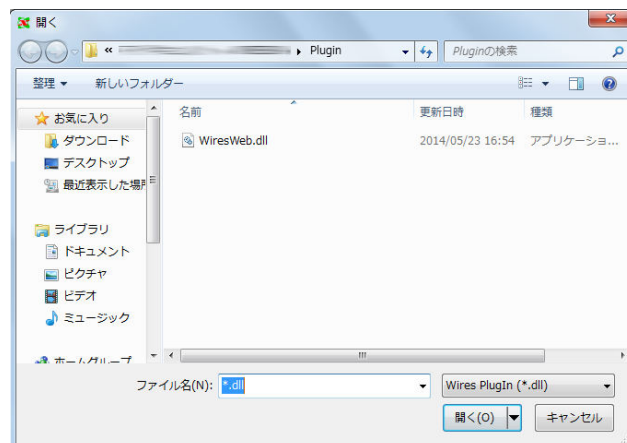 開く
«
Plugin
Pluginの検索
整理
新しいフォルダー
お気に入り
ダウンロード
デスクトップ
最近表示した場所
ライブラリ
ドキュメント
ピクチャ
ビデオ
ミュージック
ホームグループ
名前
更新日時
種類
WiresWeb.dll
2014/05/23 16:54
アプリケーショ...
ファイル名(N):
*.dll
Wires PlugIn (*.dll)
開く(O)
キャンセル